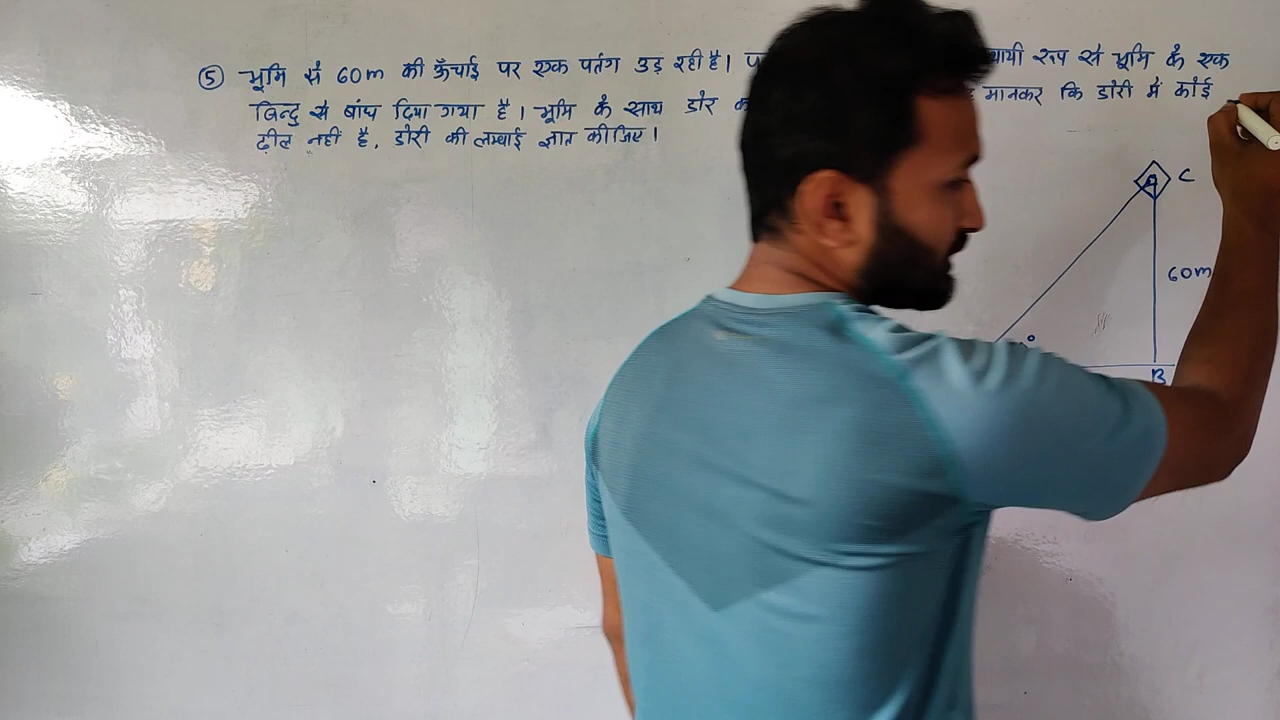 ⑤ भूमि से 60m की ऊँचाई पर एक पतंग उड़ रही है। रूप से भूमि के एक
बिन्दु से बांध दिया गया है। भूमि के साथ डोर मानकर कि डोरी में कोई
ढ़ील नहीं है, डोरी की लम्बाई ज्ञात कीजिए।
C
60m
B